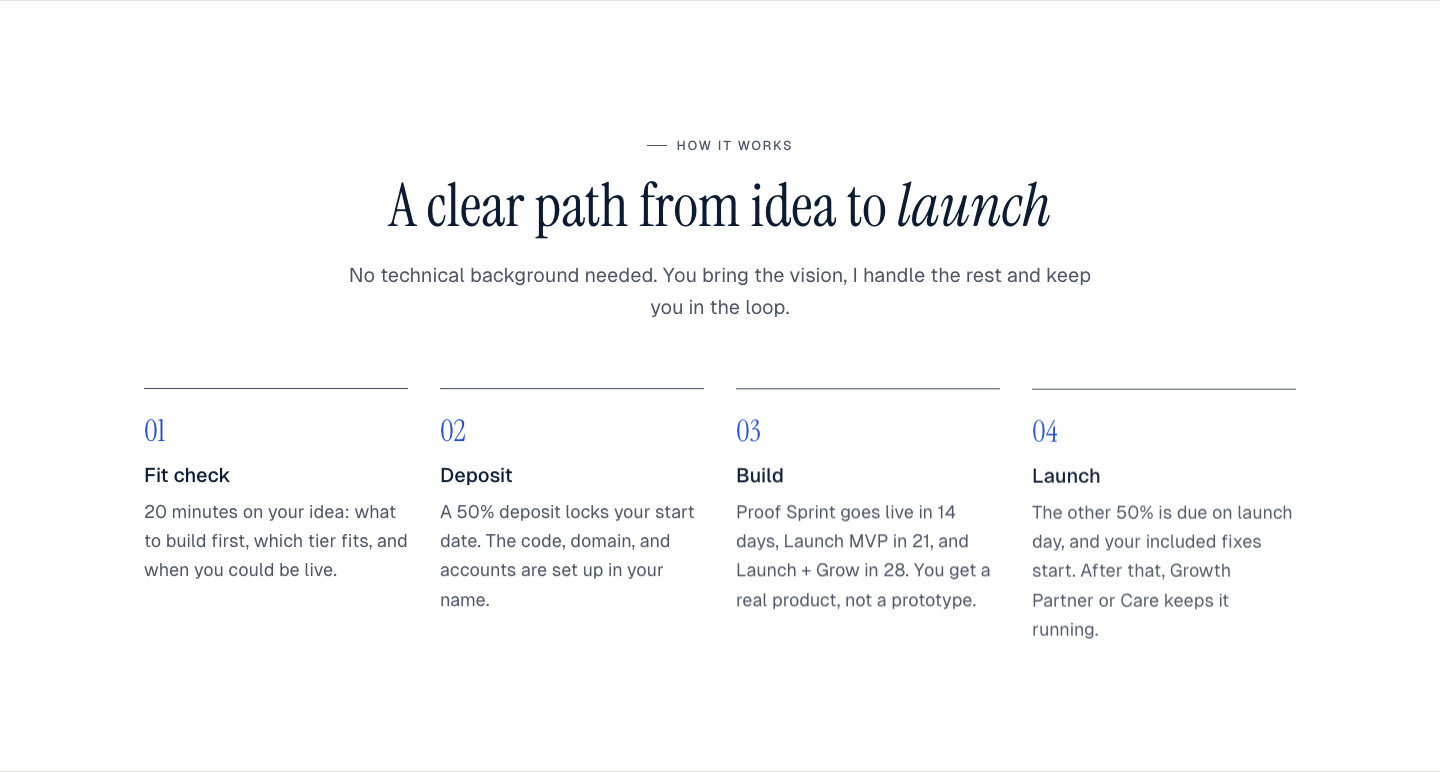 HOW IT WORKS
A clear path from idea to launch
No technical background needed. You bring the vision, I handle the rest and keep
you in the loop.
01
Fit check
20 minutes on your idea: what
to build first, which tier fits, and
when you could be live.
02
Deposit
A 50% deposit locks your start
date. The code, domain, and
accounts are set up in your
name.
03
Build
Proof Sprint goes live in 14
days, Launch MVP in 21, and
Launch + Grow in 28. You get a
real product, not a prototype.
04
Launch
The other 50% is due on launch
day, and your included fixes
start. After that, Growth
Partner or Care keeps it
running.